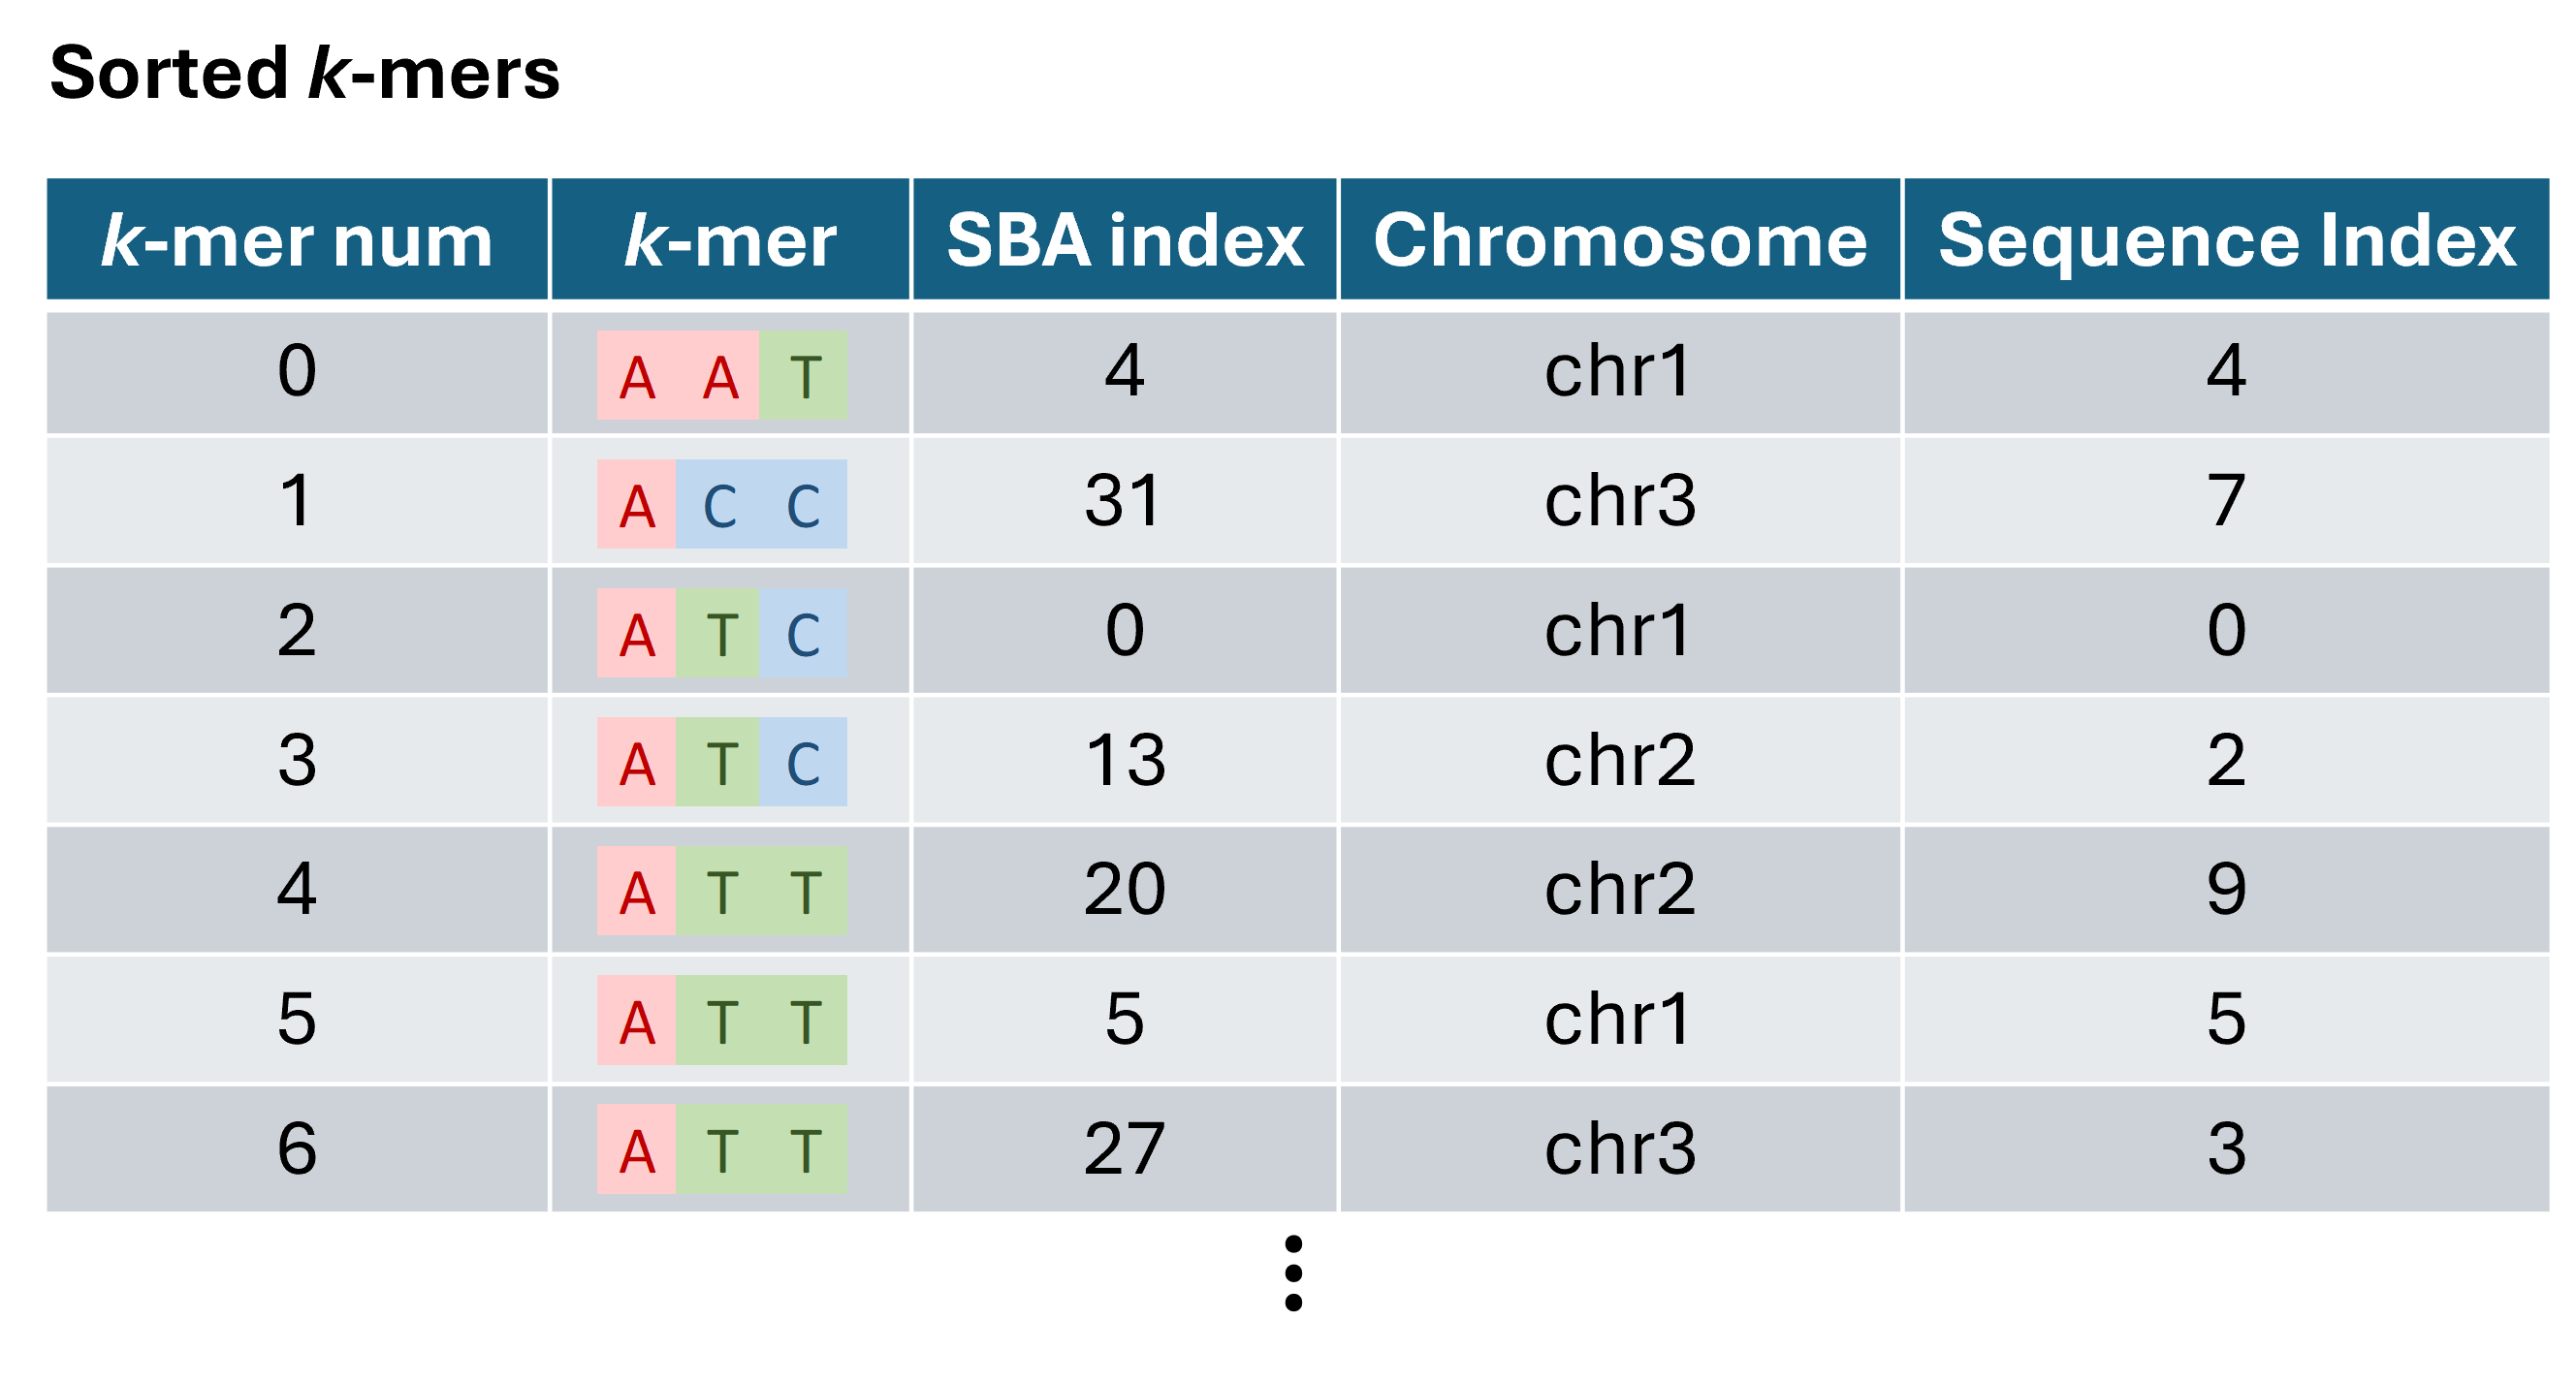 Sorted k-mers
k-mer num k-mer SBA index Chromosome Sequence Index
0 A A T 4 chr1 4
1 A C C 31 chr3 7
2 A T C 0 chr1 0
3 A T C 13 chr2 2
4 A T T 20 chr2 9
5 A T T 5 chr1 5
6 A T T 27 chr3 3